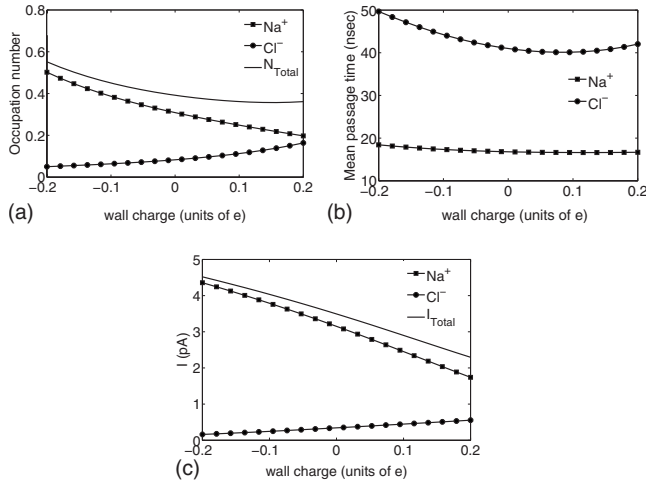 Occupation number
0.8
0.6
0.4
0.2
0
-0.2
-0.1
0
0.1
0.2
Na+
Cl−
N_Total
wall charge (units of e)
(a)
Mean passage time (nsec)
50
40
30
20
10
-0.2
-0.1
0
0.1
0.2
Na+
Cl−
wall charge (units of e)
(b)
I (pA)
5
4
3
2
1
0
-0.2
-0.1
0
0.1
0.2
Na+
Cl−
I_Total
wall charge (units of e)
(c)